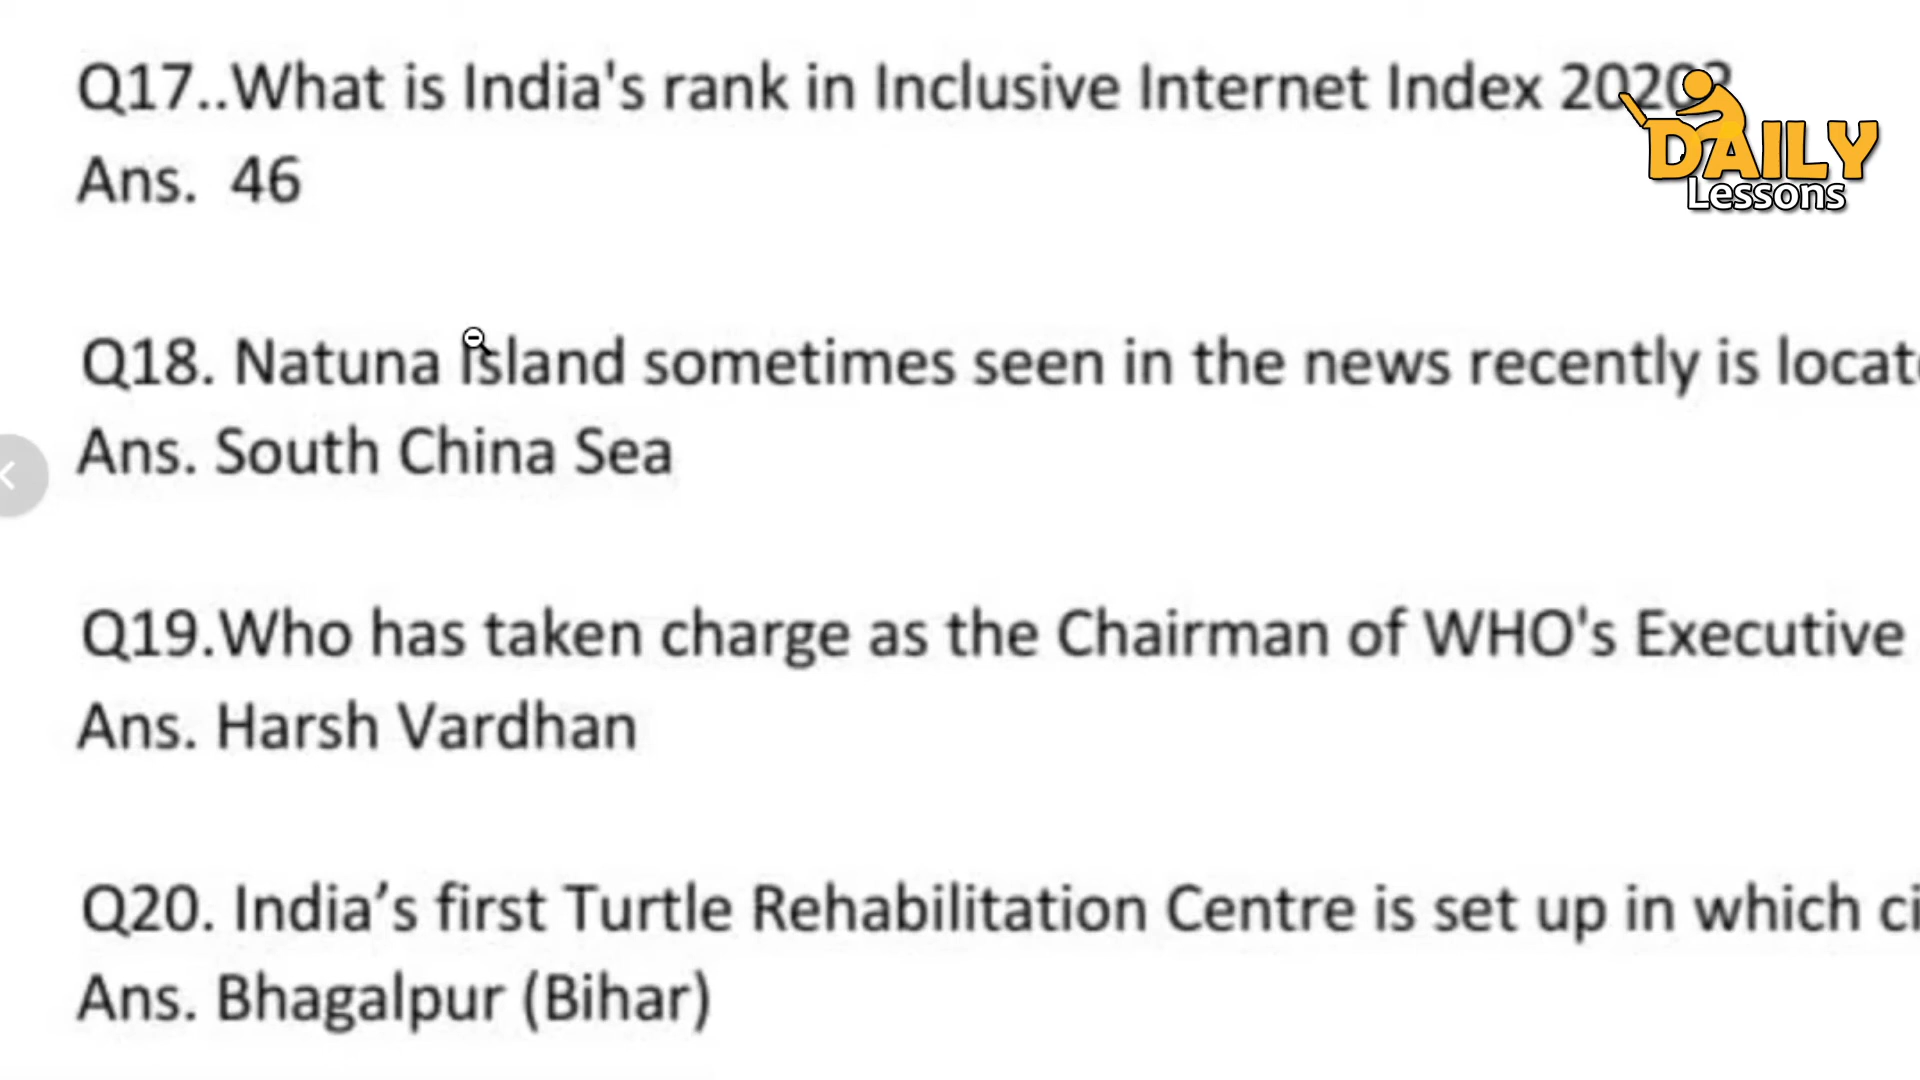 Q17..What is India's rank in Inclusive Internet Index 2020?
Ans. 46
DAILY
Lessons
Q18. Natuna Island sometimes seen in the news recently is locat
Ans. South China Sea
Q19.Who has taken charge as the Chairman of WHO's Executive
Ans. Harsh Vardhan
Q20. India’s first Turtle Rehabilitation Centre is set up in which ci
Ans. Bhagalpur (Bihar)